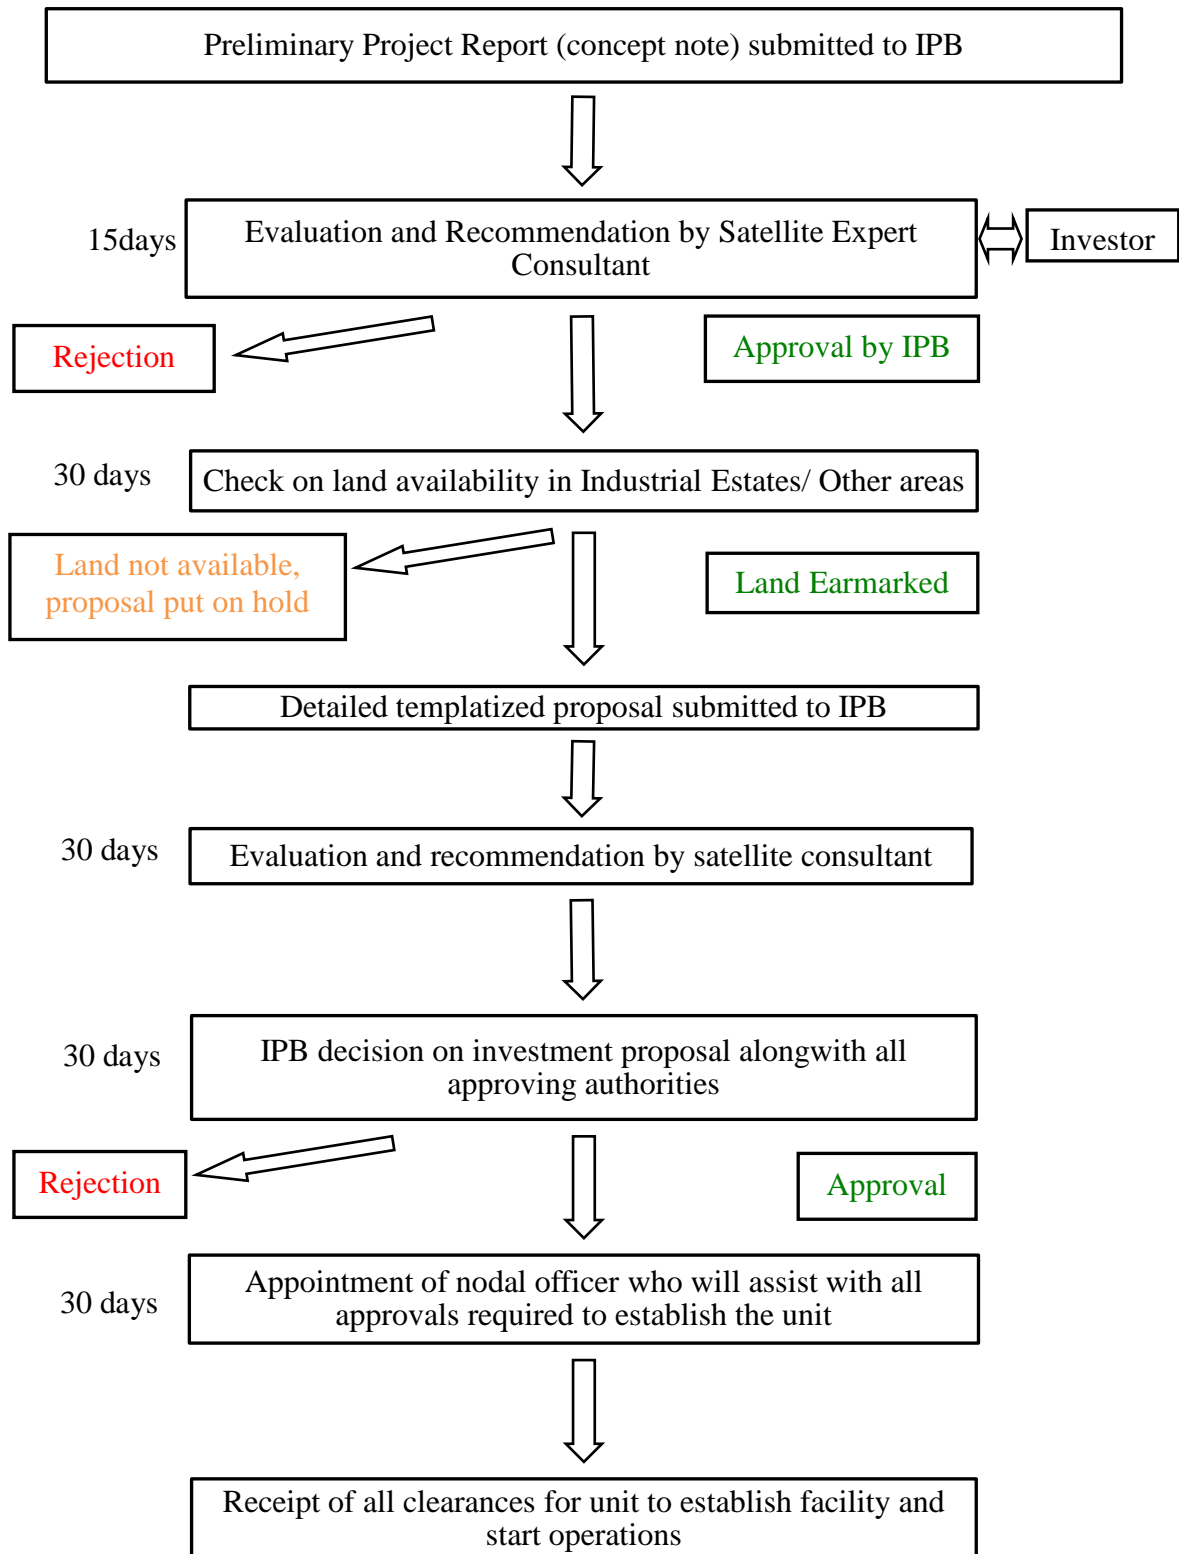 Preliminary Project Report (concept note) submitted to IPB
15days
Evaluation and Recommendation by Satellite Expert
Consultant
Investor
Rejection
Approval by IPB
30 days
Check on land availability in Industrial Estates/ Other areas
Land not available,
proposal put on hold
Land Earmarked
Detailed templatized proposal submitted to IPB
30 days
Evaluation and recommendation by satellite consultant
30 days
IPB decision on investment proposal alongwith all
approving authorities
Rejection
Approval
30 days
Appointment of nodal officer who will assist with all
approvals required to establish the unit
Receipt of all clearances for unit to establish facility and
start operations